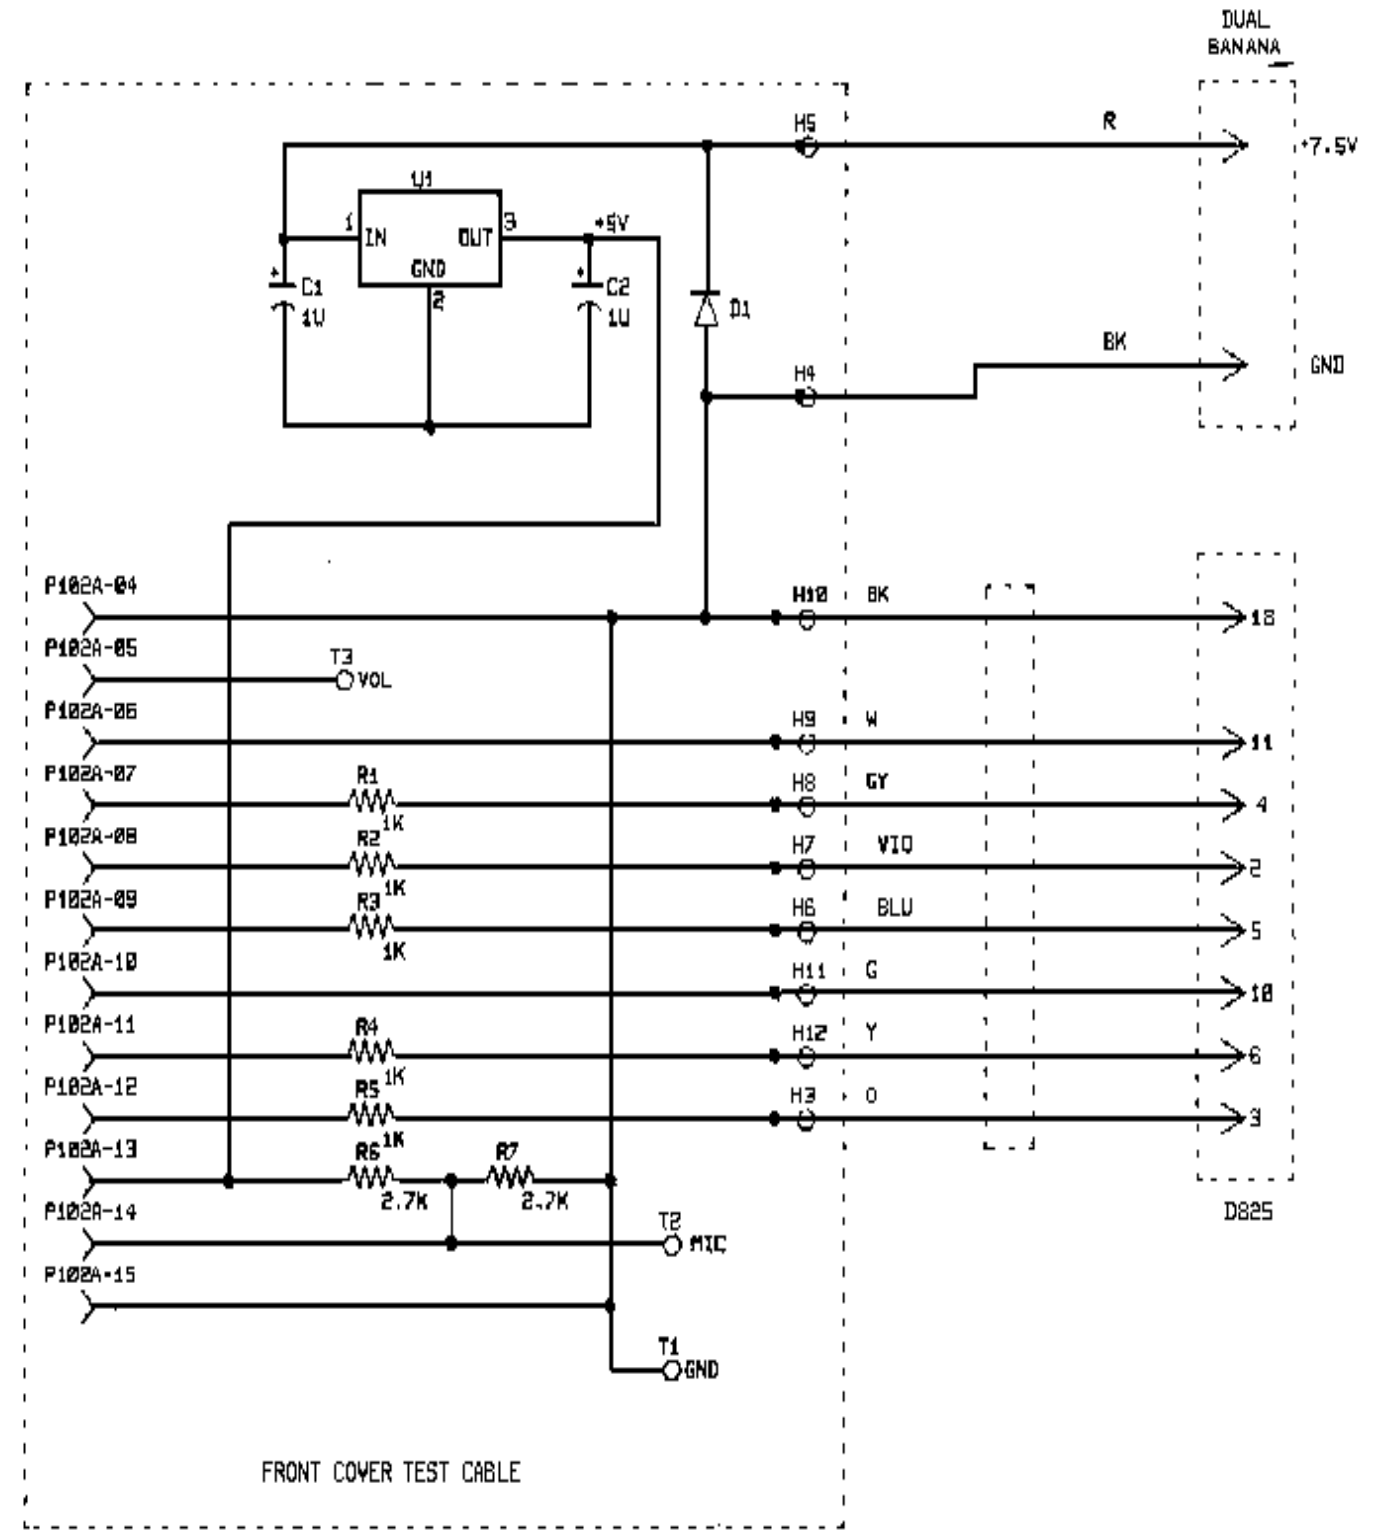 DUAL
BANANA
H5
R
+7.5V
U1
1
IN
OUT
3
+5V
GND
2
C1
1U
C2
1U
D1
H4
BK
GND
P102A-04
H10
BK
18
P102A-05
T3
VOL
P102A-06
H9
W
11
P102A-07
R1
1K
H8
GY
4
P102A-08
R2
1K
H7
VIO
2
P102A-09
R3
1K
H6
BLU
5
P102A-10
H11
G
10
P102A-11
R4
1K
H12
Y
6
P102A-12
R5
1K
H3
O
3
P102A-13
R6
2.7K
R7
2.7K
P102A-14
T2
MIC
D825
P102A-15
T1
GND
FRONT COVER TEST CABLE